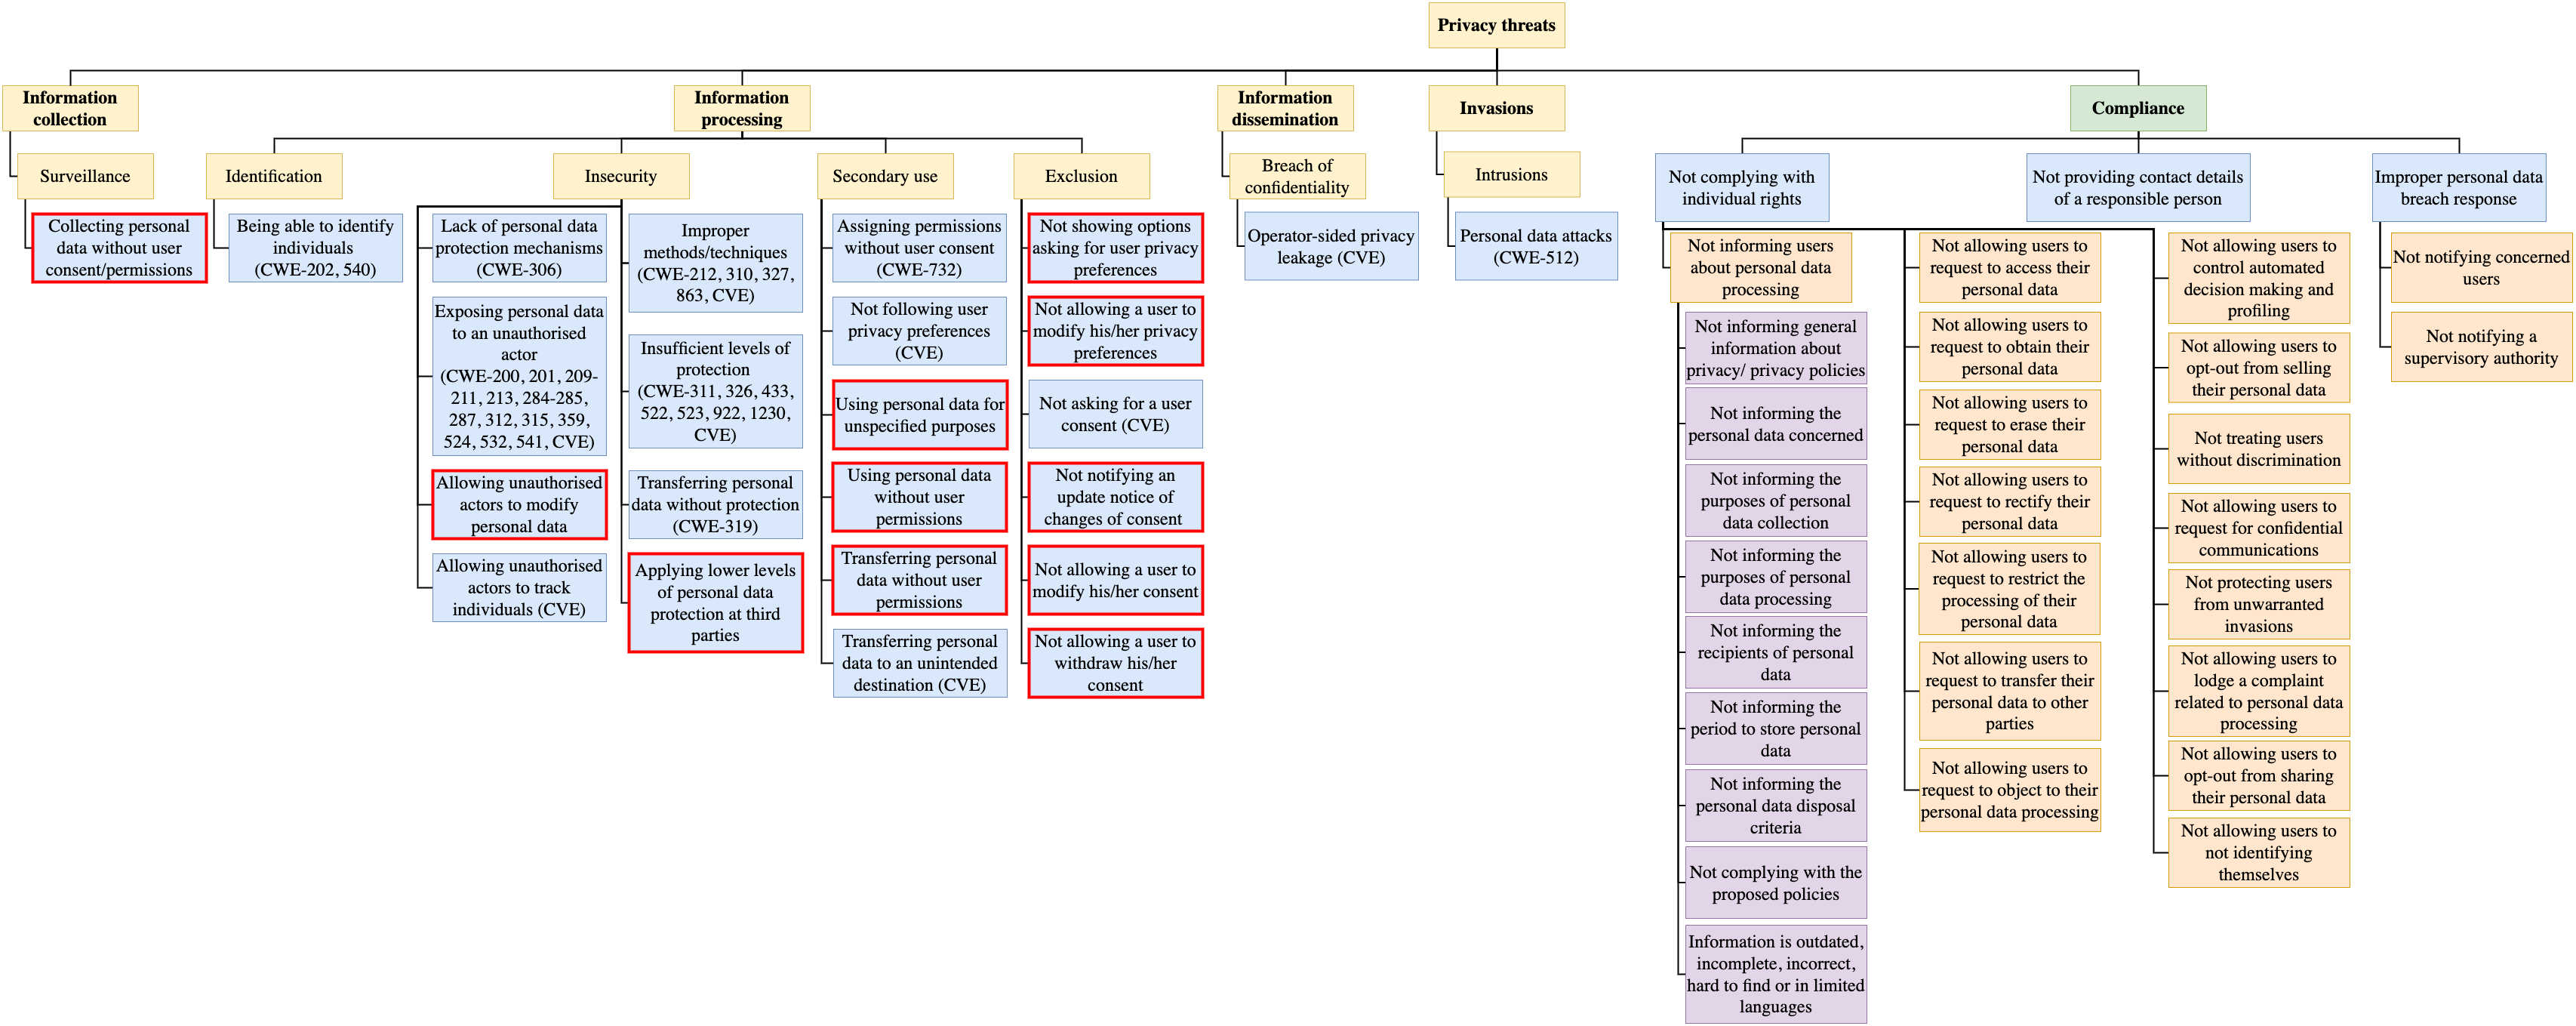 Privacy threats
Information
collection
Information
processing
Information
dissemination
Invasions
Compliance
Surveillance
Collecting personal
data without user
consent/permissions
Identification
Being able to identify
individuals
(CWE-202, 540)
Insecurity
Lack of personal data
protection mechanisms
(CWE-306)
Exposing personal data
to an unauthorised
actor
(CWE-200, 201, 209-
211, 213, 284-285,
287, 312, 315, 359,
524, 532, 541, CVE)
Allowing unauthorised
actors to modify
personal data
Allowing unauthorised
actors to track
individuals (CVE)
Improper
methods/techniques
(CWE-212, 310, 327,
863, CVE)
Insufficient levels of
protection
(CWE-311, 326, 433,
522, 523, 922, 1230,
CVE)
Transferring personal
data without protection
(CWE-319)
Applying lower levels
of personal data
protection at third
parties
Secondary use
Assigning permissions
without user consent
(CWE-732)
Not following user
privacy preferences
(CVE)
Using personal data for
unspecified purposes
Using personal data
without user
permissions
Transferring personal
data without user
permissions
Transferring personal
data to an unintended
destination (CVE)
Exclusion
Not showing options
asking for user privacy
preferences
Not allowing a user to
modify his/her privacy
preferences
Not asking for a user
consent (CVE)
Not notifying an
update notice of
changes of consent
Not allowing a user to
modify his/her consent
Not allowing a user to
withdraw his/her
consent
Breach of
confidentiality
Operator-sided privacy
leakage (CVE)
Intrusions
Personal data attacks
(CWE-512)
Not complying with
individual rights
Not informing users
about personal data
processing
Not informing general
information about
privacy/ privacy policies
Not informing the
personal data concerned
Not informing the
purposes of personal
data collection
Not informing the
purposes of personal
data processing
Not informing the
recipients of personal
data
Not informing the
period to store personal
data
Not informing the
personal data disposal
criteria
Not complying with the
proposed policies
Information is outdated,
incomplete, incorrect,
hard to find or in limited
languages
Not allowing users to
request to access their
personal data
Not allowing users to
request to obtain their
personal data
Not allowing users to
request to erase their
personal data
Not allowing users to
request to rectify their
personal data
Not allowing users to
request to restrict the
processing of their
personal data
Not allowing users to
request to transfer their
personal data to other
parties
Not allowing users to
request to object to their
personal data processing
Not allowing users to
control automated
decision making and
profiling
Not allowing users to
opt-out from selling
their personal data
Not treating users
without discrimination
Not allowing users to
request for confidential
communications
Not protecting users
from unwarranted
invasions
Not allowing users to
lodge a complaint
related to personal data
processing
Not allowing users to
opt-out from sharing
their personal data
Not allowing users to
not identifying
themselves
Not providing contact details
of a responsible person
Improper personal data
breach response
Not notifying concerned
users
Not notifying a
supervisory authority